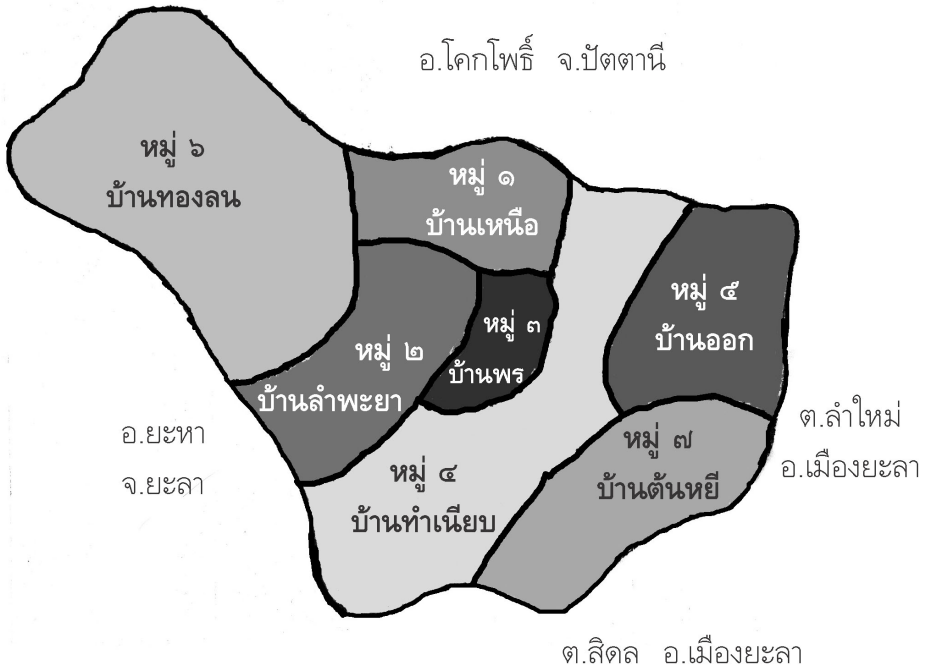 อ.โคกโพธิ์ จ.ปัตตานี
หมู่ ๖
บ้านทองลน
หมู่ ๑
บ้านเหนือ
หมู่ ๕
บ้านออก
หมู่ ๓
บ้านพร
หมู่ ๒
บ้านลำพะยา
อ.ยะหา
จ.ยะลา
ต.ลำใหม่
อ.เมืองยะลา
หมู่ ๗
บ้านต้นหยี
หมู่ ๔
บ้านทำเนียบ
ต.สิดล อ.เมืองยะลา